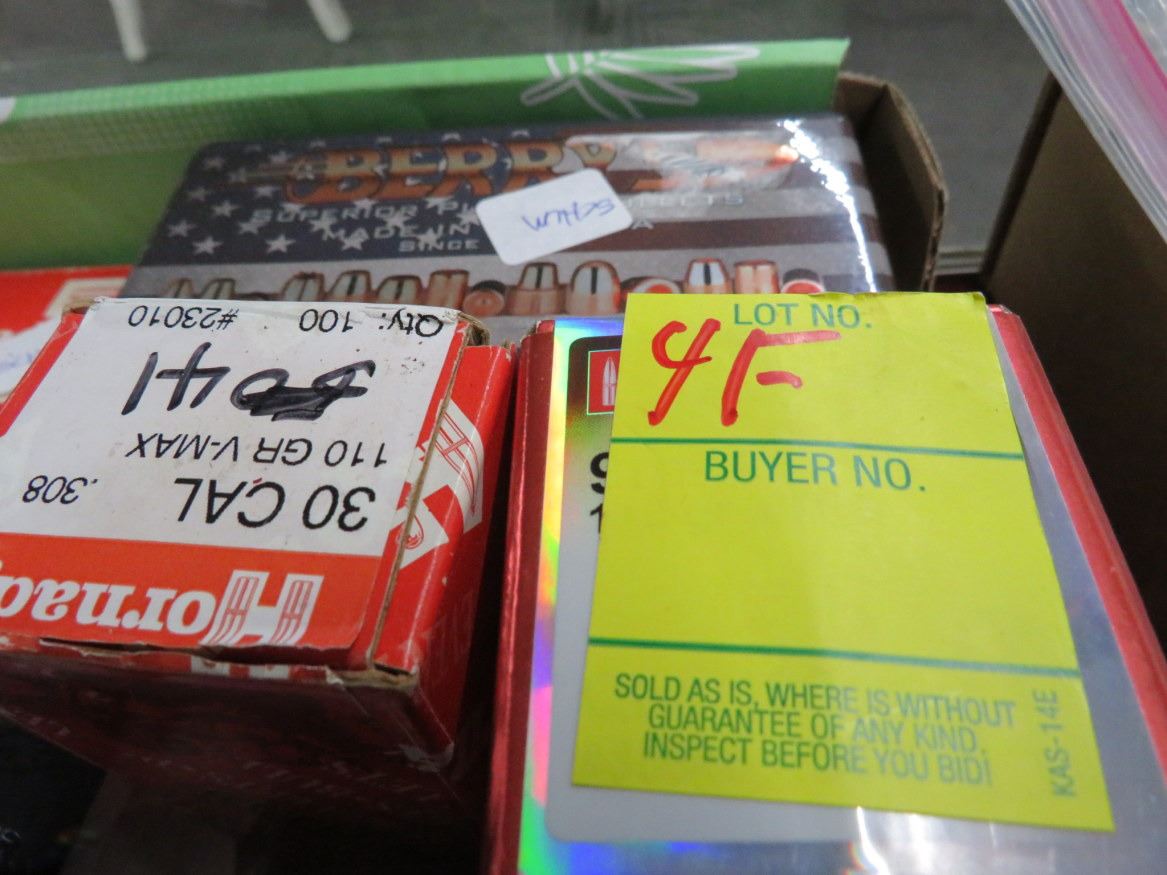 BERRY
SUPERIOR
MADE IN
SINCE
LOT NO.
4F
BUYER NO.
SOLD AS IS, WHERE IS WITHOUT
GUARANTEE OF ANY KIND.
INSPECT BEFORE YOU BID!
KAS-14E
Hornad
30 CAL .308
110 GR V-MAX
Qty: 100 #23010